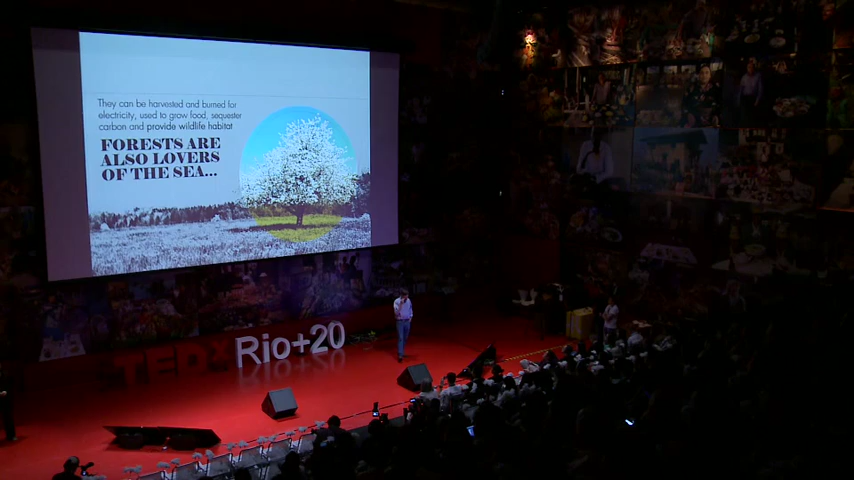 They can be harvested and burned for
electricity, used to grow food, sequester
carbon and provide wildlife habitat
FORESTS ARE
ALSO LOVERS
OF THE SEA...
TEDx
Rio+20